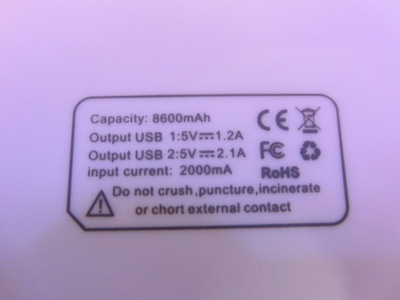 Capacity: 8600mAh
Output USB 1:5V⎓1.2A
Output USB 2:5V⎓2.1A
input current: 2000mA
CE
FC
RoHS
Do not crush,puncture,incinerate
or chort external contact